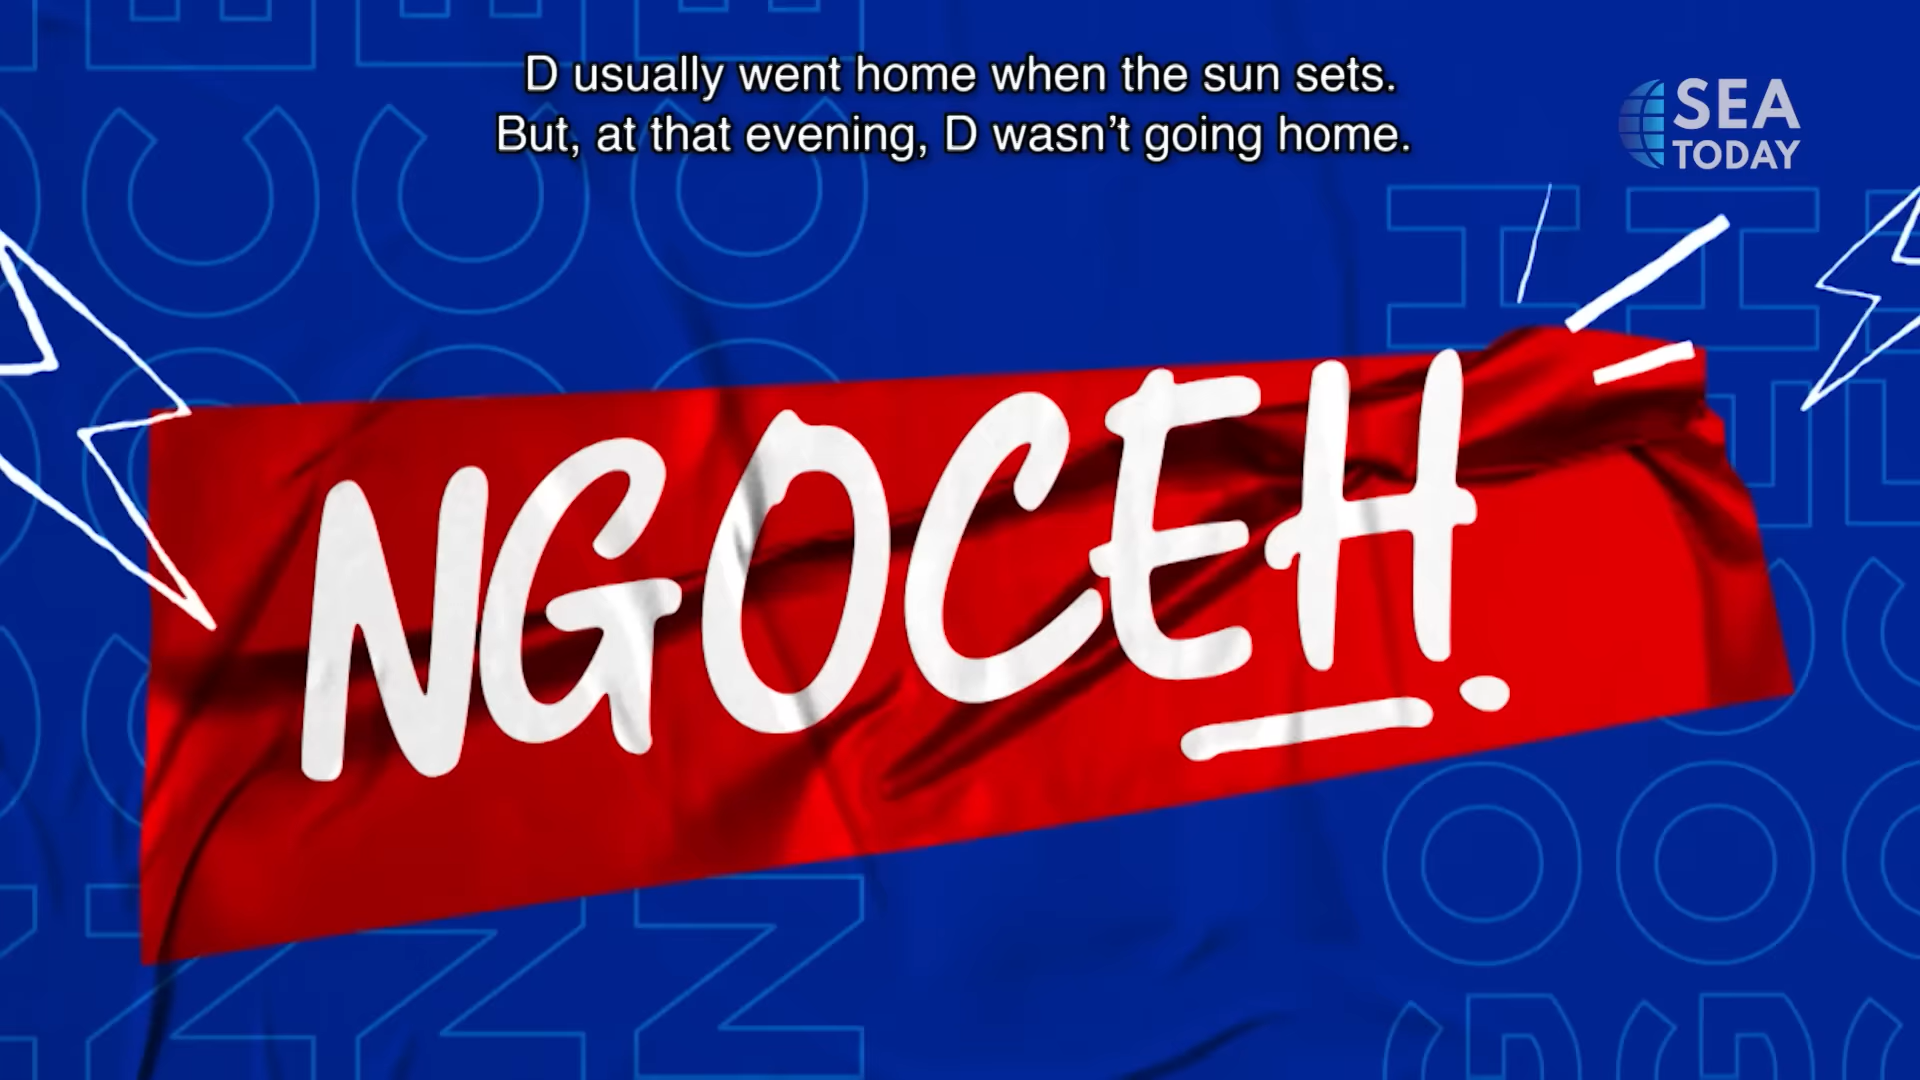 D usually went home when the sun sets.
But, at that evening, D wasn't going home.
SEA
TODAY
NGOCEH